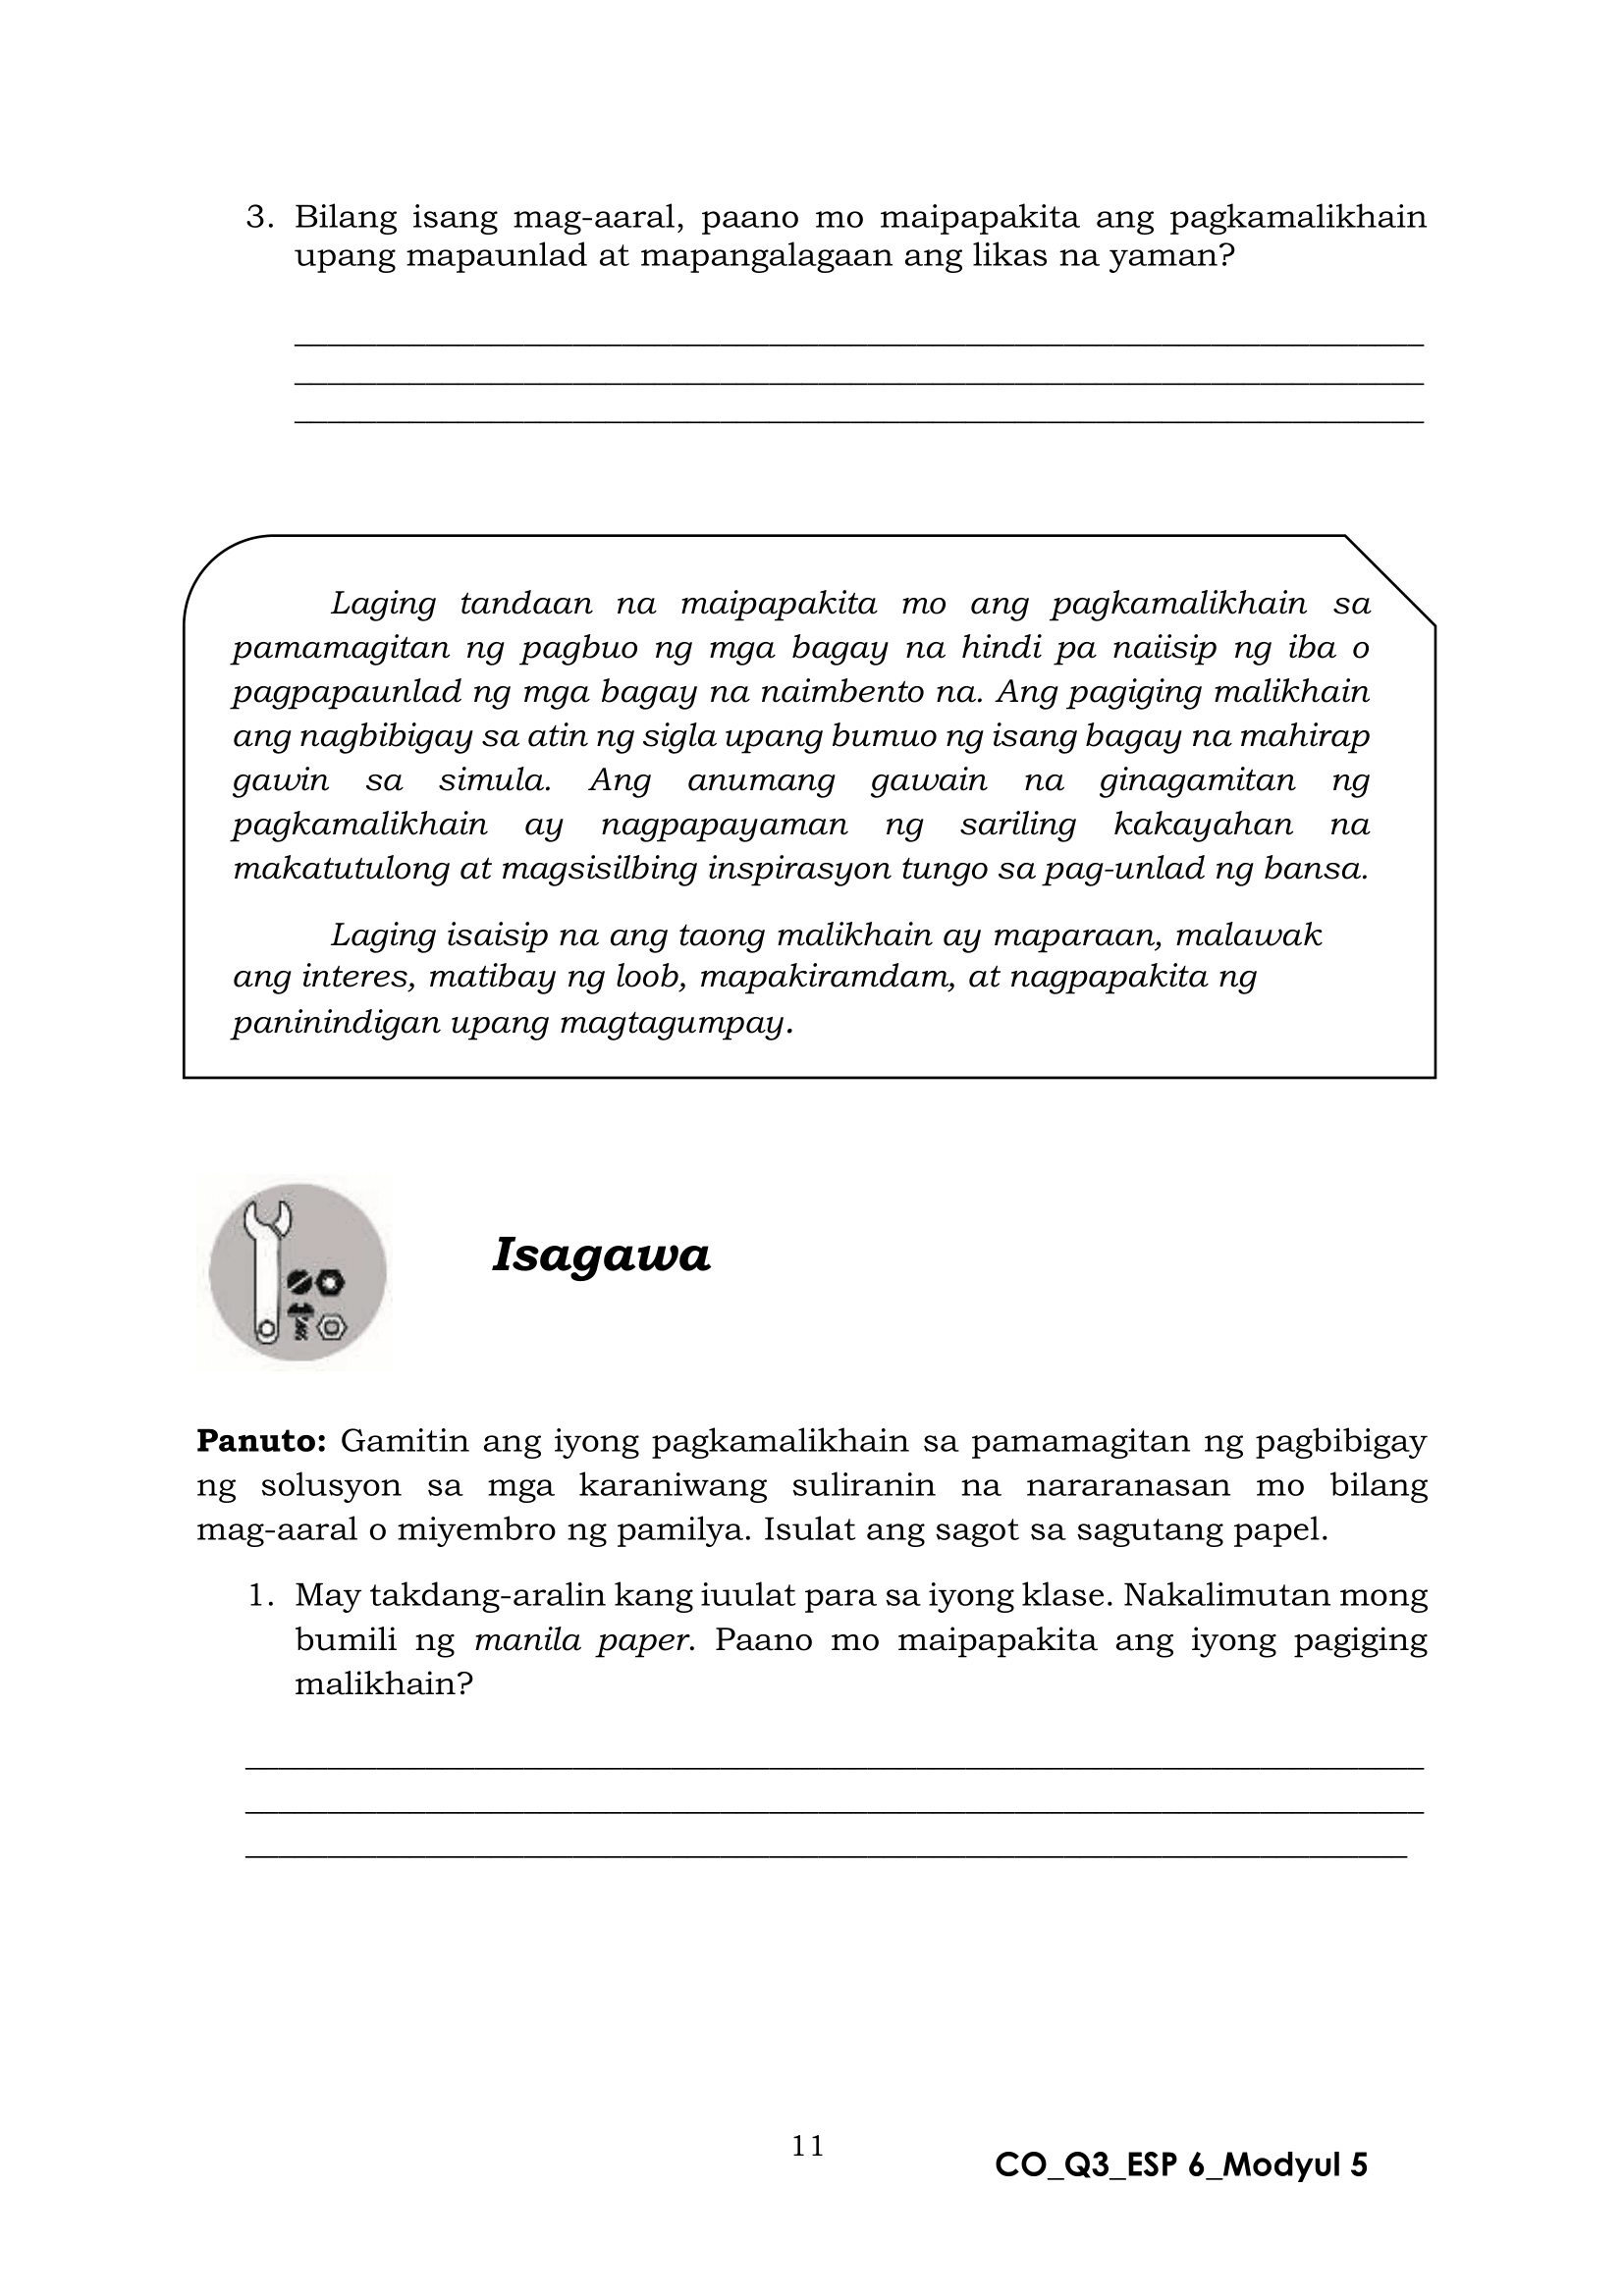 3. Bilang isang mag-aaral, paano mo maipapakita ang pagkamalikhain
upang mapaunlad at mapangalagaan ang likas na yaman?
Laging tandaan na maipapakita mo ang pagkamalikhain sa
pamamagitan ng pagbuo ng mga bagay na hindi pa naiisip ng iba o
pagpapaunlad ng mga bagay na naimbento na. Ang pagiging malikhain
ang nagbibigay sa atin ng sigla upang bumuo ng isang bagay na mahirap
gawin sa simula. Ang anumang gawain na ginagamitan ng
pagkamalikhain ay nagpapayaman ng sariling kakayahan na
makatutulong at magsisilbing inspirasyon tungo sa pag-unlad ng bansa.
Laging isaisip na ang taong malikhain ay maparaan, malawak
ang interes, matibay ng loob, mapakiramdam, at nagpapakita ng
paninindigan upang magtagumpay.
Isagawa
Panuto: Gamitin ang iyong pagkamalikhain sa pamamagitan ng pagbibigay
ng solusyon sa mga karaniwang suliranin na nararanasan mo bilang
mag-aaral o miyembro ng pamilya. Isulat ang sagot sa sagutang papel.
1. May takdang-aralin kang iuulat para sa iyong klase. Nakalimutan mong
bumili ng manila paper. Paano mo maipapakita ang iyong pagiging
malikhain?
11
CO_Q3_ESP 6_Modyul 5